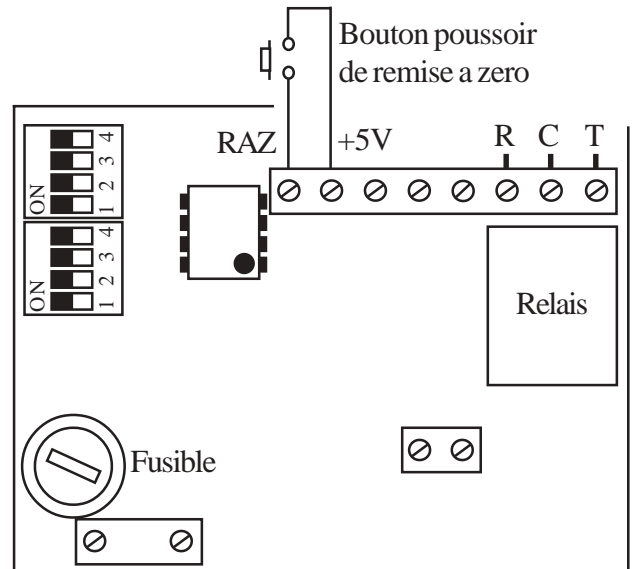 Bouton poussoir
de remise a zero
RAZ
+5V
R C T
4
3
2
1
ON
4
3
2
1
ON
Relais
Fusible